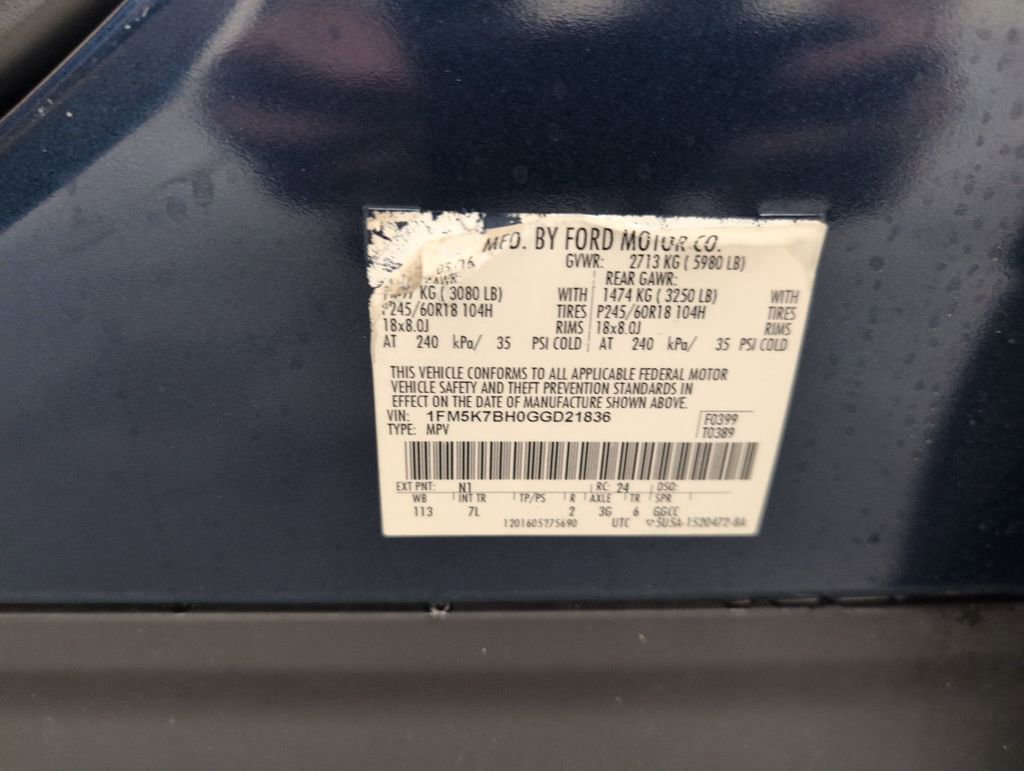 MFD. BY FORD MOTOR CO.
05/16 GVWR: 2713 KG ( 5980 LB)
REAR GAWR:
KG ( 3080 LB) WITH 1474 KG ( 3250 LB) WITH
P245/60R18 104H TIRES P245/60R18 104H TIRES
18x8.0J RIMS 18x8.0J RIMS
AT 240 kPa/ 35 PSI COLD AT 240 kPa/ 35 PSI COLD
THIS VEHICLE CONFORMS TO ALL APPLICABLE FEDERAL MOTOR
VEHICLE SAFETY AND THEFT PREVENTION STANDARDS IN
EFFECT ON THE DATE OF MANUFACTURE SHOWN ABOVE.
VIN: 1FM5K7BH0GGD21836 F0399
TYPE: MPV T0389
EXT PNT: N1 RC: 24 DSO:
WB INT TR TP/PS R AXLE TR SPR
113 7L 2 3G 6 GGCC
1201605275690 UTC ▽5U5A-1520472-BA